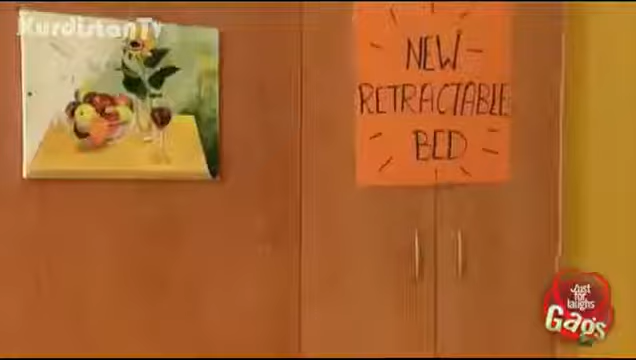 KurdistanTv
NEW
RETRACTABLE
BED
Just
for
laughs
Gags